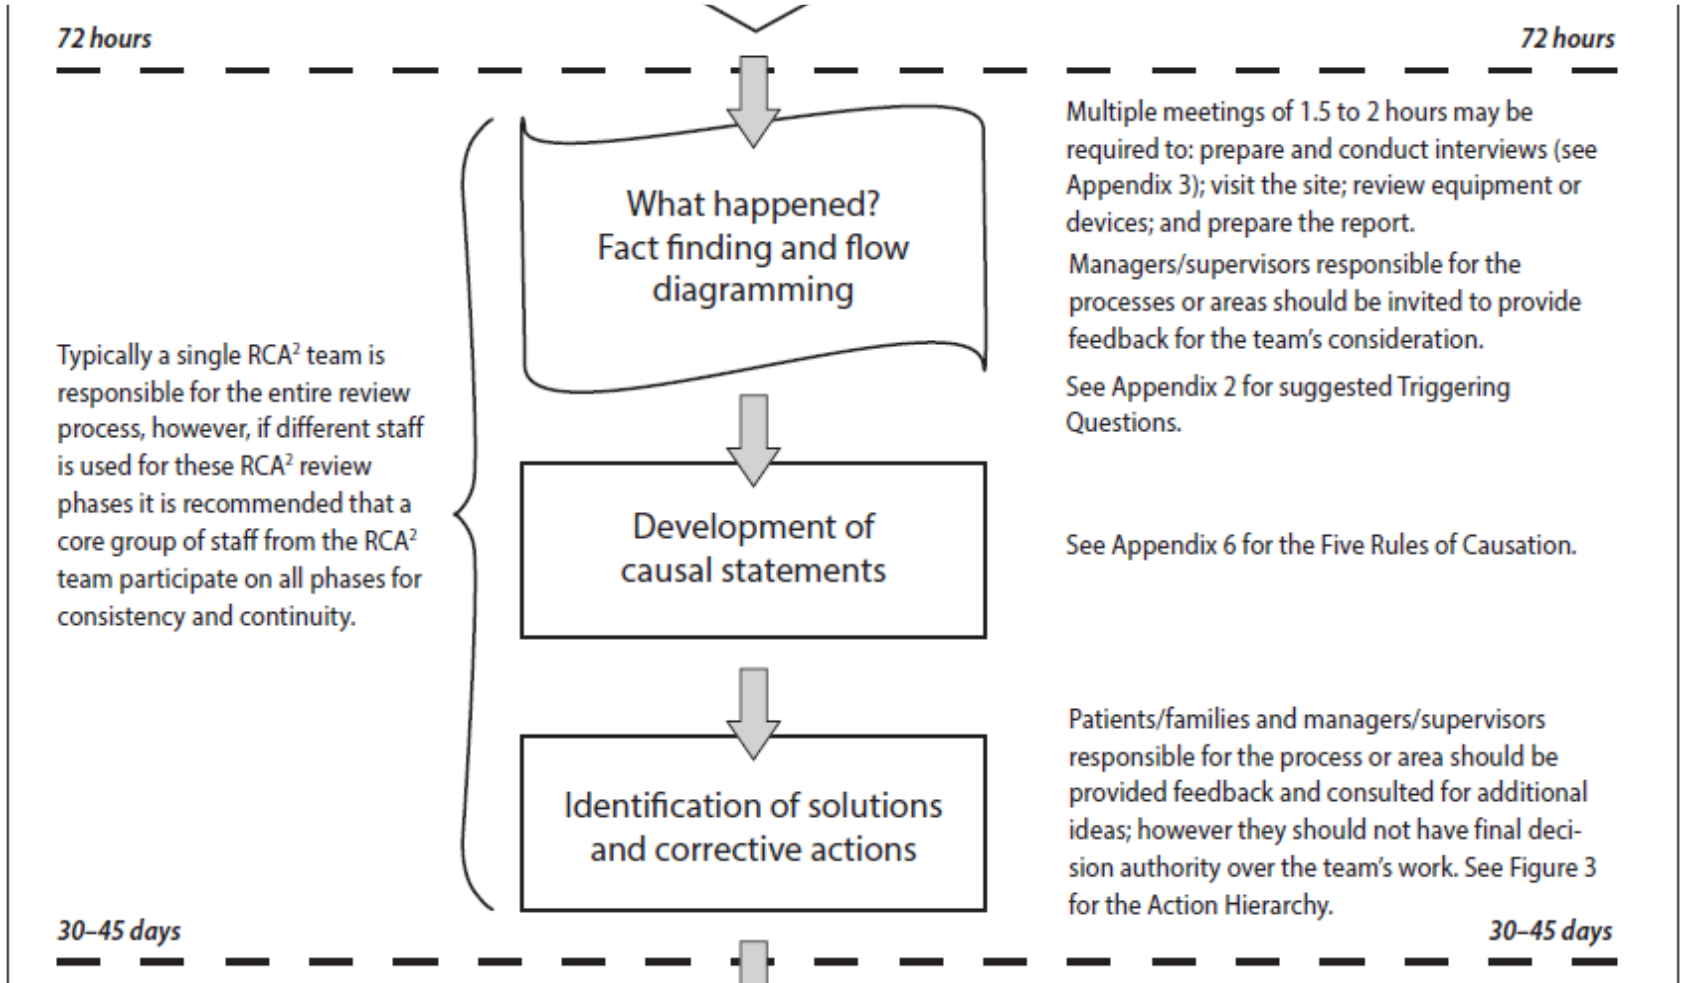 72 hours
72 hours
Multiple meetings of 1.5 to 2 hours may be
required to: prepare and conduct interviews (see
Appendix 3); visit the site; review equipment or
devices; and prepare the report.
Managers/supervisors responsible for the
processes or areas should be invited to provide
feedback for the team's consideration.
See Appendix 2 for suggested Triggering
Questions.
What happened?
Fact finding and flow
diagramming
Typically a single RCA² team is
responsible for the entire review
process, however, if different staff
is used for these RCA² review
phases it is recommended that a
core group of staff from the RCA²
team participate on all phases for
consistency and continuity.
Development of
causal statements
See Appendix 6 for the Five Rules of Causation.
Identification of solutions
and corrective actions
Patients/families and managers/supervisors
responsible for the process or area should be
provided feedback and consulted for additional
ideas; however they should not have final deci-
sion authority over the team's work. See Figure 3
for the Action Hierarchy.
30–45 days
30–45 days